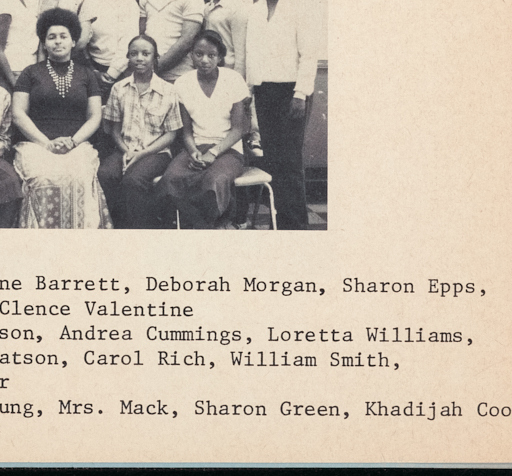 ne Barrett, Deborah Morgan, Sharon Epps,
Clence Valentine
son, Andrea Cummings, Loretta Williams,
atson, Carol Rich, William Smith,
r
ung, Mrs. Mack, Sharon Green, Khadijah Coo